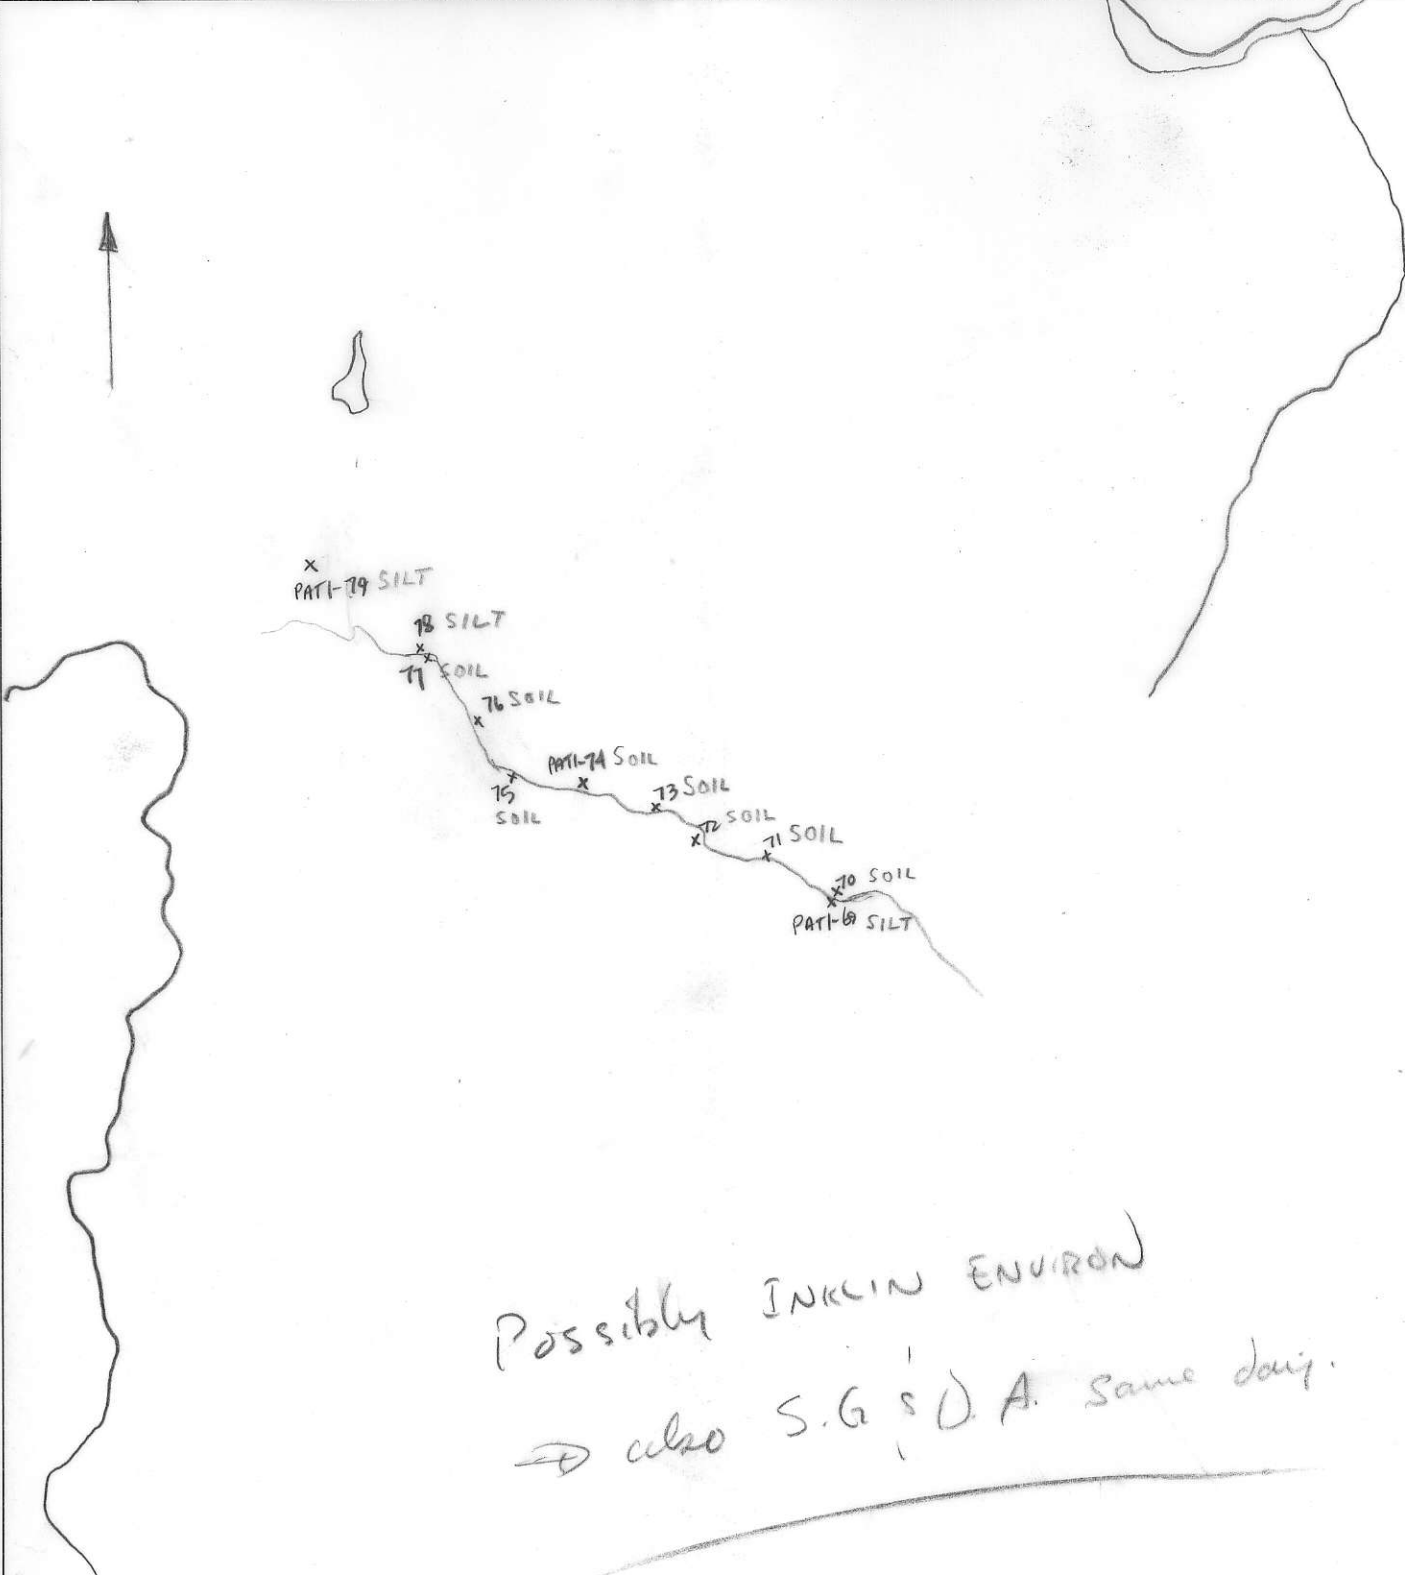 PAT1-79 SILT
78 SILT
77 SOIL
76 SOIL
PAT1-74 SOIL
75
SOIL
73 SOIL
72 SOIL
71 SOIL
70 SOIL
PAT1-69 SILT
Possibly INKLIN ENVIRON
→ also S.G & D.A. same day.